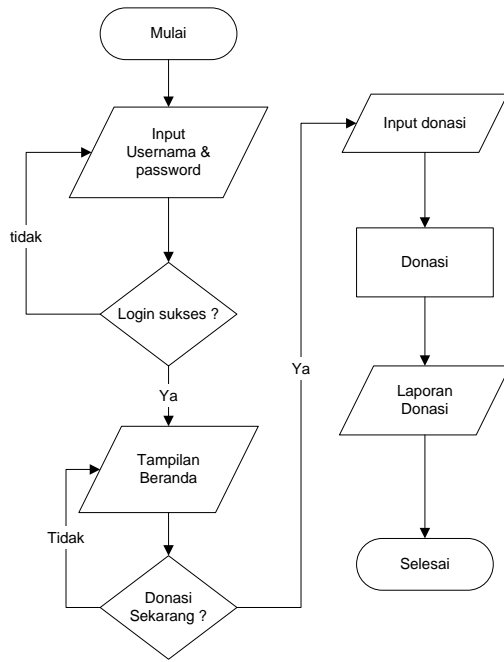 Mulai
Input
Usernama &
password
tidak
Login sukses ?
Ya
Tampilan
Beranda
Tidak
Donasi
Sekarang ?
Ya
Input donasi
Donasi
Laporan
Donasi
Selesai